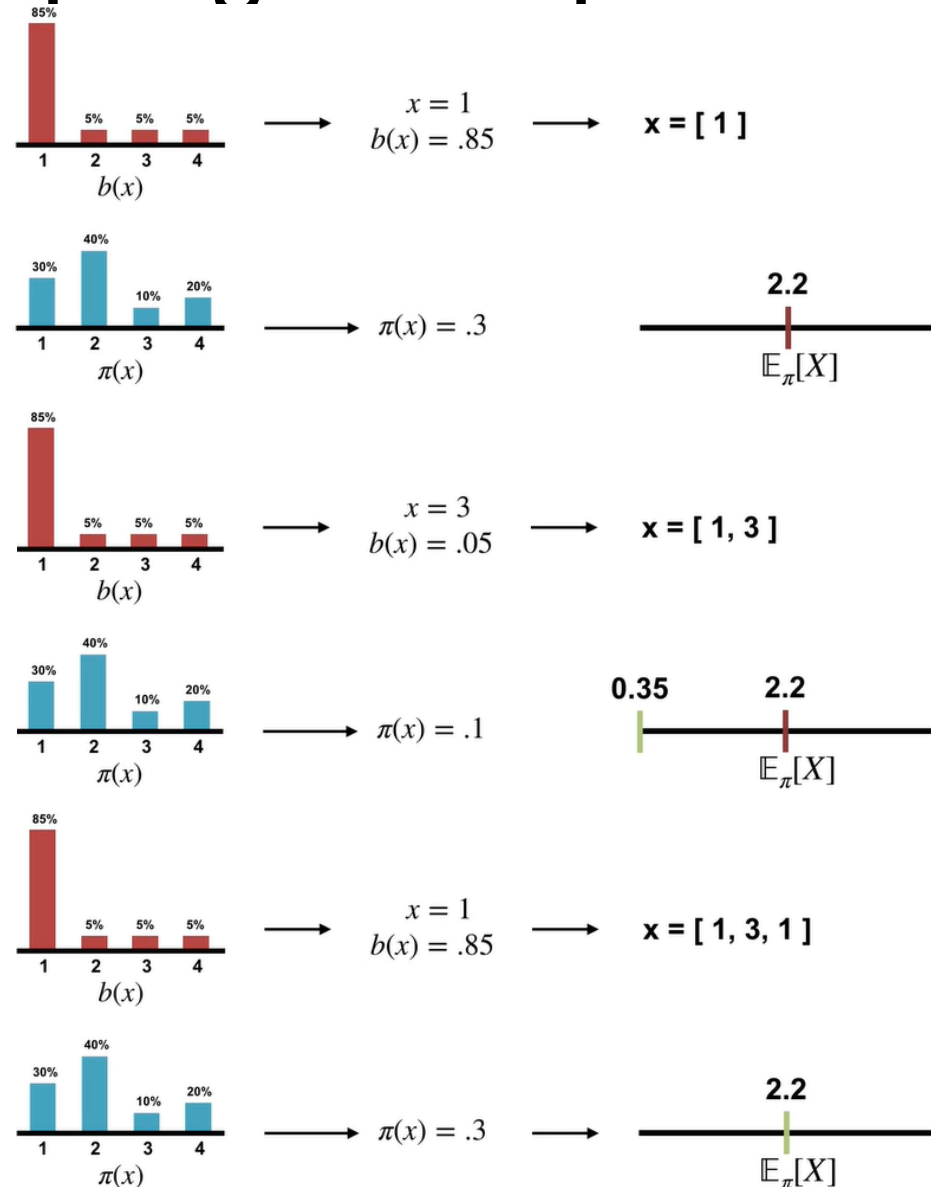 85%
5% 5% 5%
1 2 3 4
b(x)
x = 1
b(x) = .85
x = [ 1 ]
30% 40% 10% 20%
1 2 3 4
π(x)
π(x) = .3
2.2
𝔼π[X]
85%
5% 5% 5%
1 2 3 4
b(x)
x = 3
b(x) = .05
x = [ 1, 3 ]
30% 40% 10% 20%
1 2 3 4
π(x)
π(x) = .1
0.35 2.2
𝔼π[X]
85%
5% 5% 5%
1 2 3 4
b(x)
x = 1
b(x) = .85
x = [ 1, 3, 1 ]
30% 40% 10% 20%
1 2 3 4
π(x)
π(x) = .3
2.2
𝔼π[X]